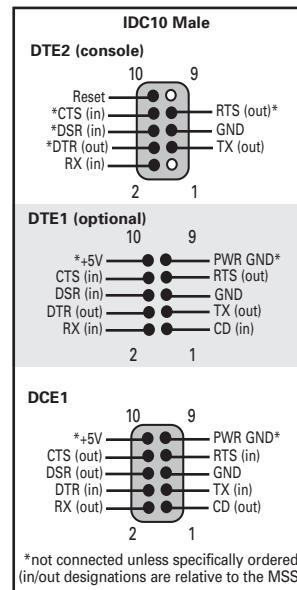 IDC10 Male
DTE2 (console)
10 9
Reset
*CTS (in) RTS (out)*
*DSR (in) GND
*DTR (out) TX (out)
RX (in)
2 1
DTE1 (optional)
10 9
*+5V PWR GND*
CTS (in) RTS (out)
DSR (in) GND
DTR (out) TX (out)
RX (in) CD (in)
2 1
DCE1
10 9
*+5V PWR GND*
CTS (out) RTS (in)
DSR (out) GND
DTR (in) TX (in)
RX (out) CD (out)
2 1
*not connected unless specifically ordered
(in/out designations are relative to the MSS